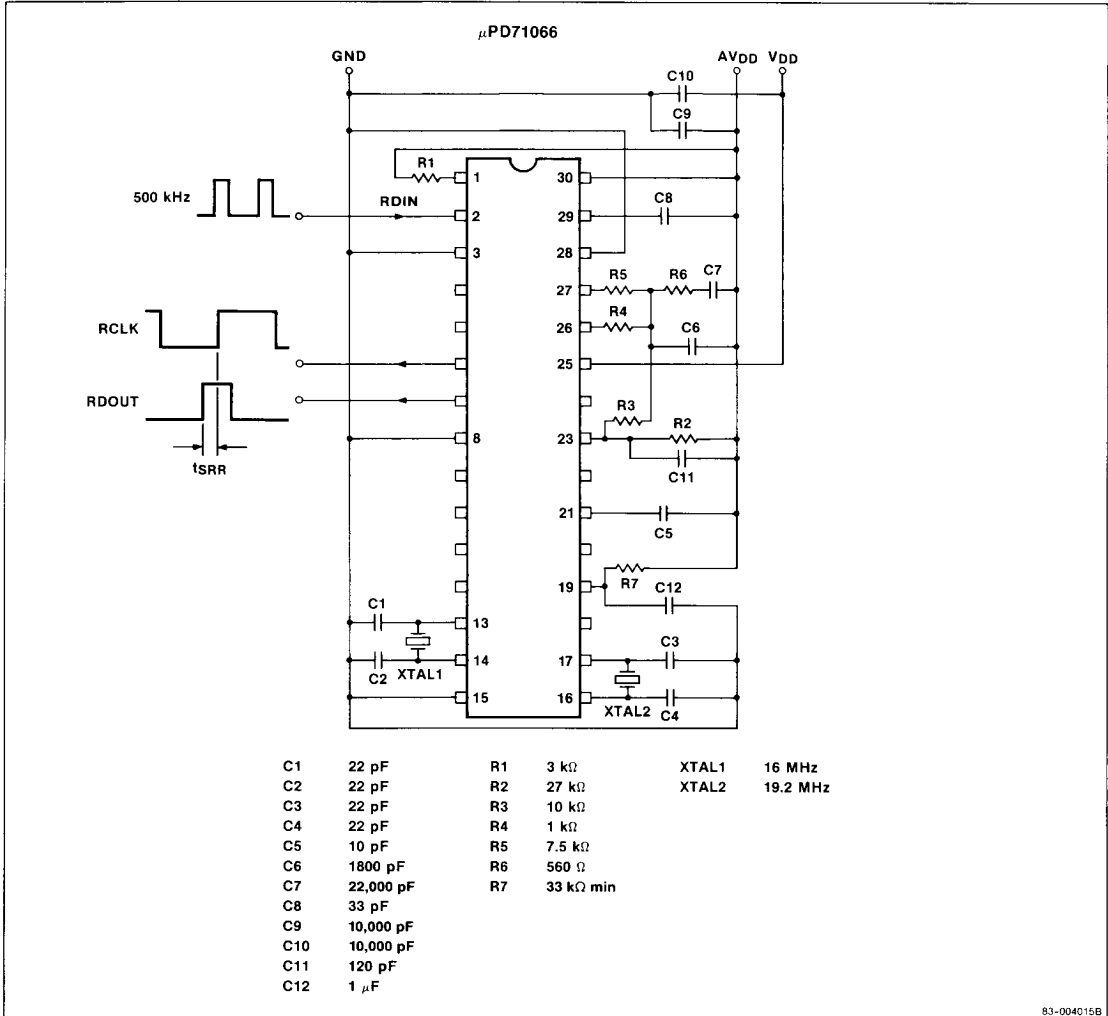 μPD71066
GND
AVDD
VDD
C10
C9
R1
1
30
500 kHz
RDIN
2
29
C8
3
28
27
R5
R6
C7
26
R4
C6
RCLK
25
RDOUT
R3
R2
8
23
C11
tSRR
21
C5
R7
19
C12
C1
13
C3
14
17
C2
XTAL1
15
16
XTAL2
C4
C1 22 pF R1 3 kΩ XTAL1 16 MHz
C2 22 pF R2 27 kΩ XTAL2 19.2 MHz
C3 22 pF R3 10 kΩ
C4 22 pF R4 1 kΩ
C5 10 pF R5 7.5 kΩ
C6 1800 pF R6 560 Ω
C7 22,000 pF R7 33 kΩ min
C8 33 pF
C9 10,000 pF
C10 10,000 pF
C11 120 pF
C12 1 μF
83-004015B